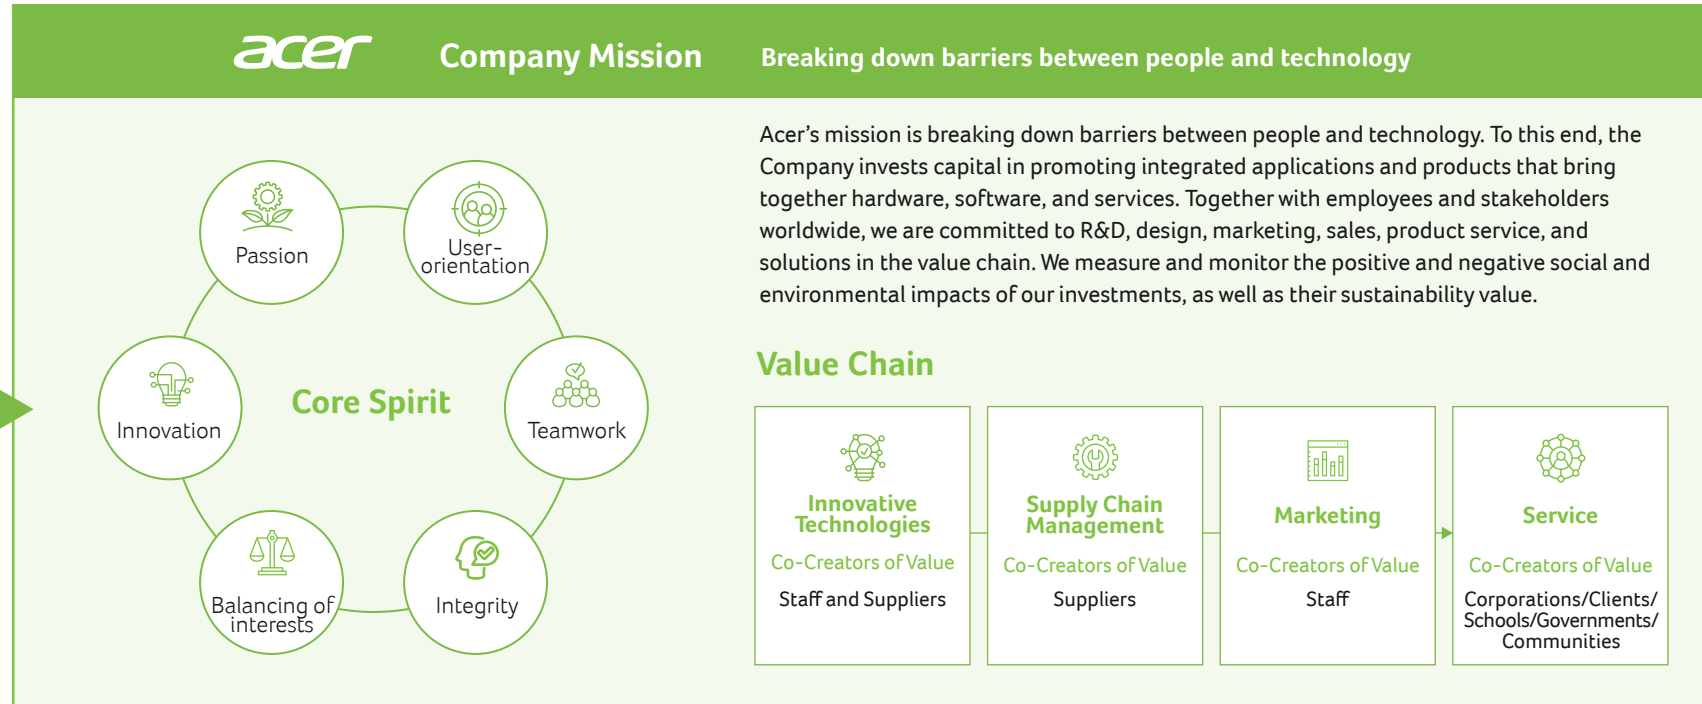 acer Company Mission Breaking down barriers between people and technology
Acer’s mission is breaking down barriers between people and technology. To this end, the
Company invests capital in promoting integrated applications and products that bring
together hardware, software, and services. Together with employees and stakeholders
worldwide, we are committed to R&D, design, marketing, sales, product service, and
solutions in the value chain. We measure and monitor the positive and negative social and
environmental impacts of our investments, as well as their sustainability value.
Core Spirit
Passion
User-
orientation
Teamwork
Integrity
Balancing of
interests
Innovation
Value Chain
Innovative
Technologies
Co-Creators of Value
Staff and Suppliers
Supply Chain
Management
Co-Creators of Value
Suppliers
Marketing
Co-Creators of Value
Staff
Service
Co-Creators of Value
Corporations/Clients/
Schools/Governments/
Communities